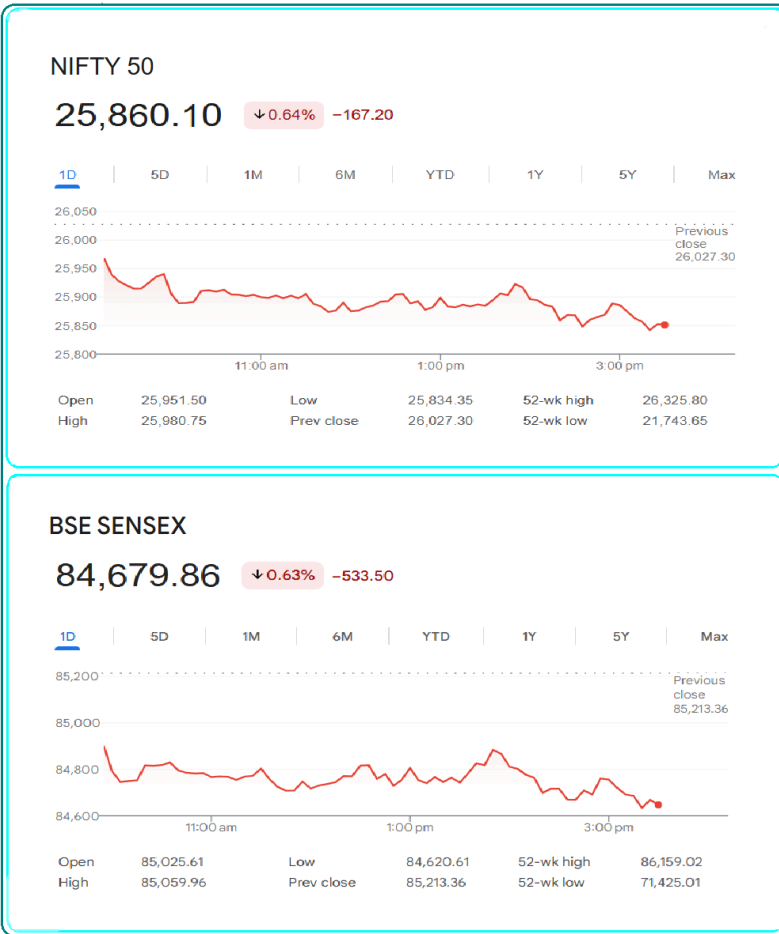 NIFTY 50
25,860.10 ↓ 0.64% −167.20
1D 5D 1M 6M YTD 1Y 5Y Max
26,050
26,000
25,950
25,900
25,850
25,800
Previous
close
26,027.30
11:00 am 1:00 pm 3:00 pm
Open 25,951.50 Low 25,834.35 52-wk high 26,325.80
High 25,980.75 Prev close 26,027.30 52-wk low 21,743.65
BSE SENSEX
84,679.86 ↓ 0.63% −533.50
1D 5D 1M 6M YTD 1Y 5Y Max
85,200
85,000
84,800
84,600
Previous
close
85,213.36
11:00 am 1:00 pm 3:00 pm
Open 85,025.61 Low 84,620.61 52-wk high 86,159.02
High 85,059.96 Prev close 85,213.36 52-wk low 71,425.01